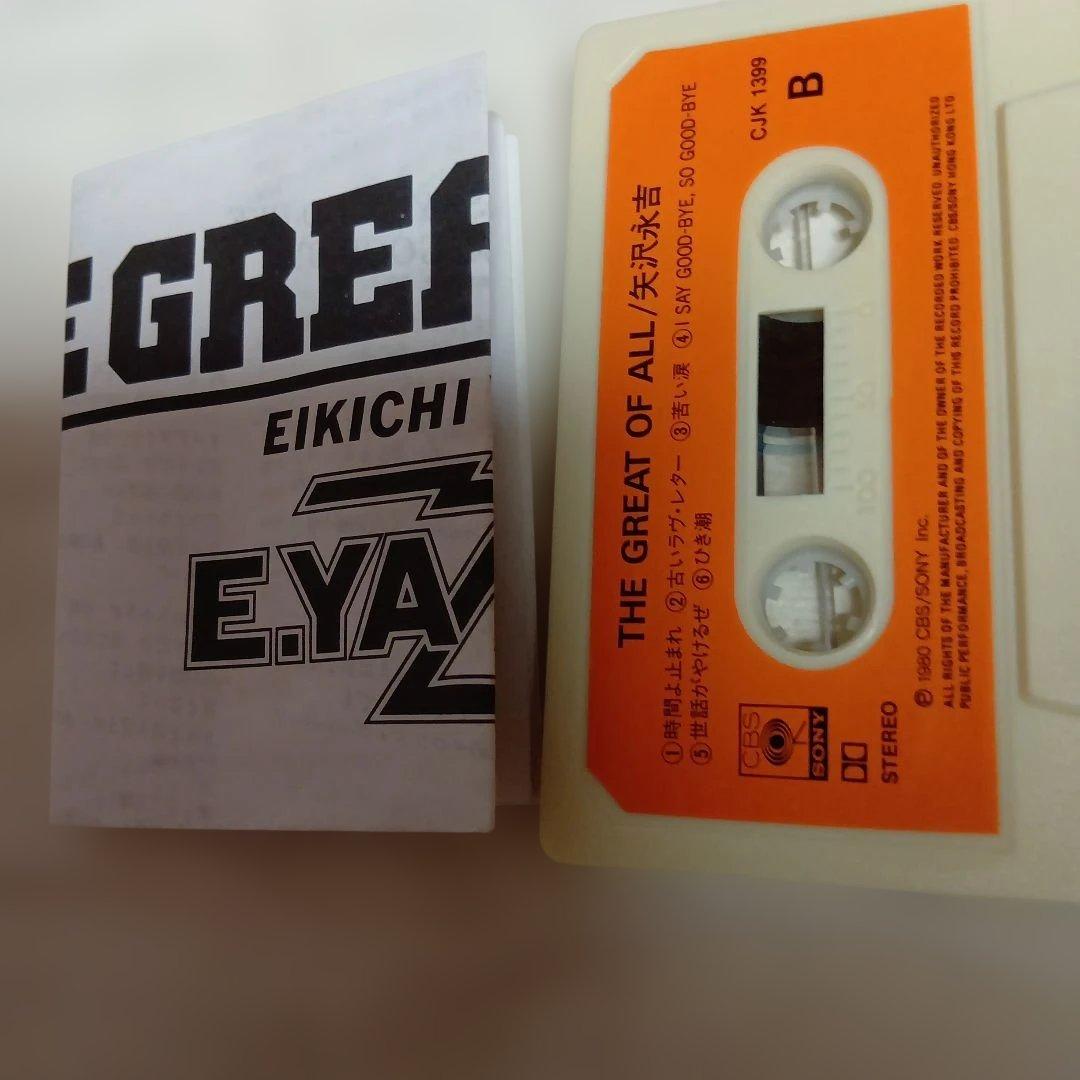 E GREA
EIKICHI
E.YAZ
CJK 1399
B
THE GREAT OF ALL/矢沢永吉
①時間よ止まれ ②古いラヴ・レター ③苦い涙 ④I SAY GOOD-BYE, SO GOOD-BYE
⑤世話がやけるぜ ⑥ひき潮
CBS
SONY
STEREO
℗ 1980 CBS/SONY Inc.
ALL RIGHTS OF THE MANUFACTURER AND OF THE OWNER OF THE RECORDED WORK RESERVED UNAUTHORIZED
PUBLIC PERFORMANCE, BROADCASTING AND COPYING OF THIS RECORD PROHIBITED CBS/SONY HONG KONG LTD